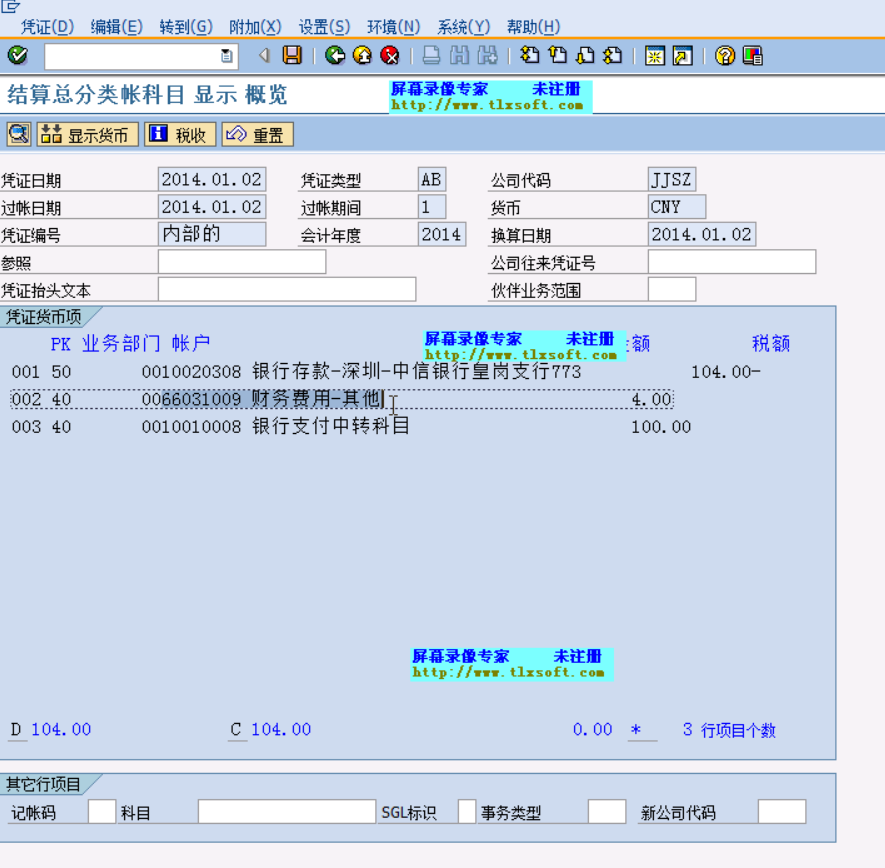 凭证(D) 编辑(E) 转到(G) 附加(X) 设置(S) 环境(N) 系统(Y) 帮助(H)
结算总分类帐科目 显示 概览
屏幕录像专家 未注册
http://www.tlxsoft.com
显示货币 税收 重置
凭证日期 2014.01.02 凭证类型 AB 公司代码 JJSZ
过帐日期 2014.01.02 过帐期间 1 货币 CNY
凭证编号 内部的 会计年度 2014 换算日期 2014.01.02
参照 公司往来凭证号
凭证抬头文本 伙伴业务范围
凭证货币项
PK 业务部门 帐户 额 税额
屏幕录像专家 未注册
http://www.tlxsoft.com
001 50 0010020308 银行存款-深圳-中信银行皇岗支行773 104.00-
002 40 0066031009 财务费用-其他 4.00
003 40 0010010008 银行支付中转科目 100.00
屏幕录像专家 未注册
http://www.tlxsoft.com
D 104.00 C 104.00 0.00 * 3 行项目个数
其它行项目
记帐码 科目 SGL标识 事务类型 新公司代码